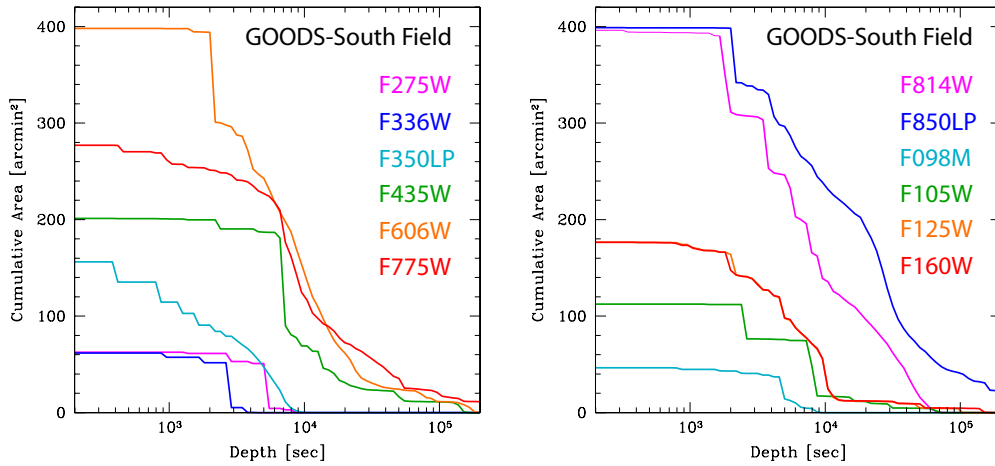 GOODS-South Field
F275W
F336W
F350LP
F435W
F606W
F775W
Cumulative Area [arcmin²]
400
300
200
100
0
10³
10⁴
10⁵
Depth [sec]
GOODS-South Field
F814W
F850LP
F098M
F105W
F125W
F160W
Cumulative Area [arcmin²]
400
300
200
100
0
10³
10⁴
10⁵
Depth [sec]